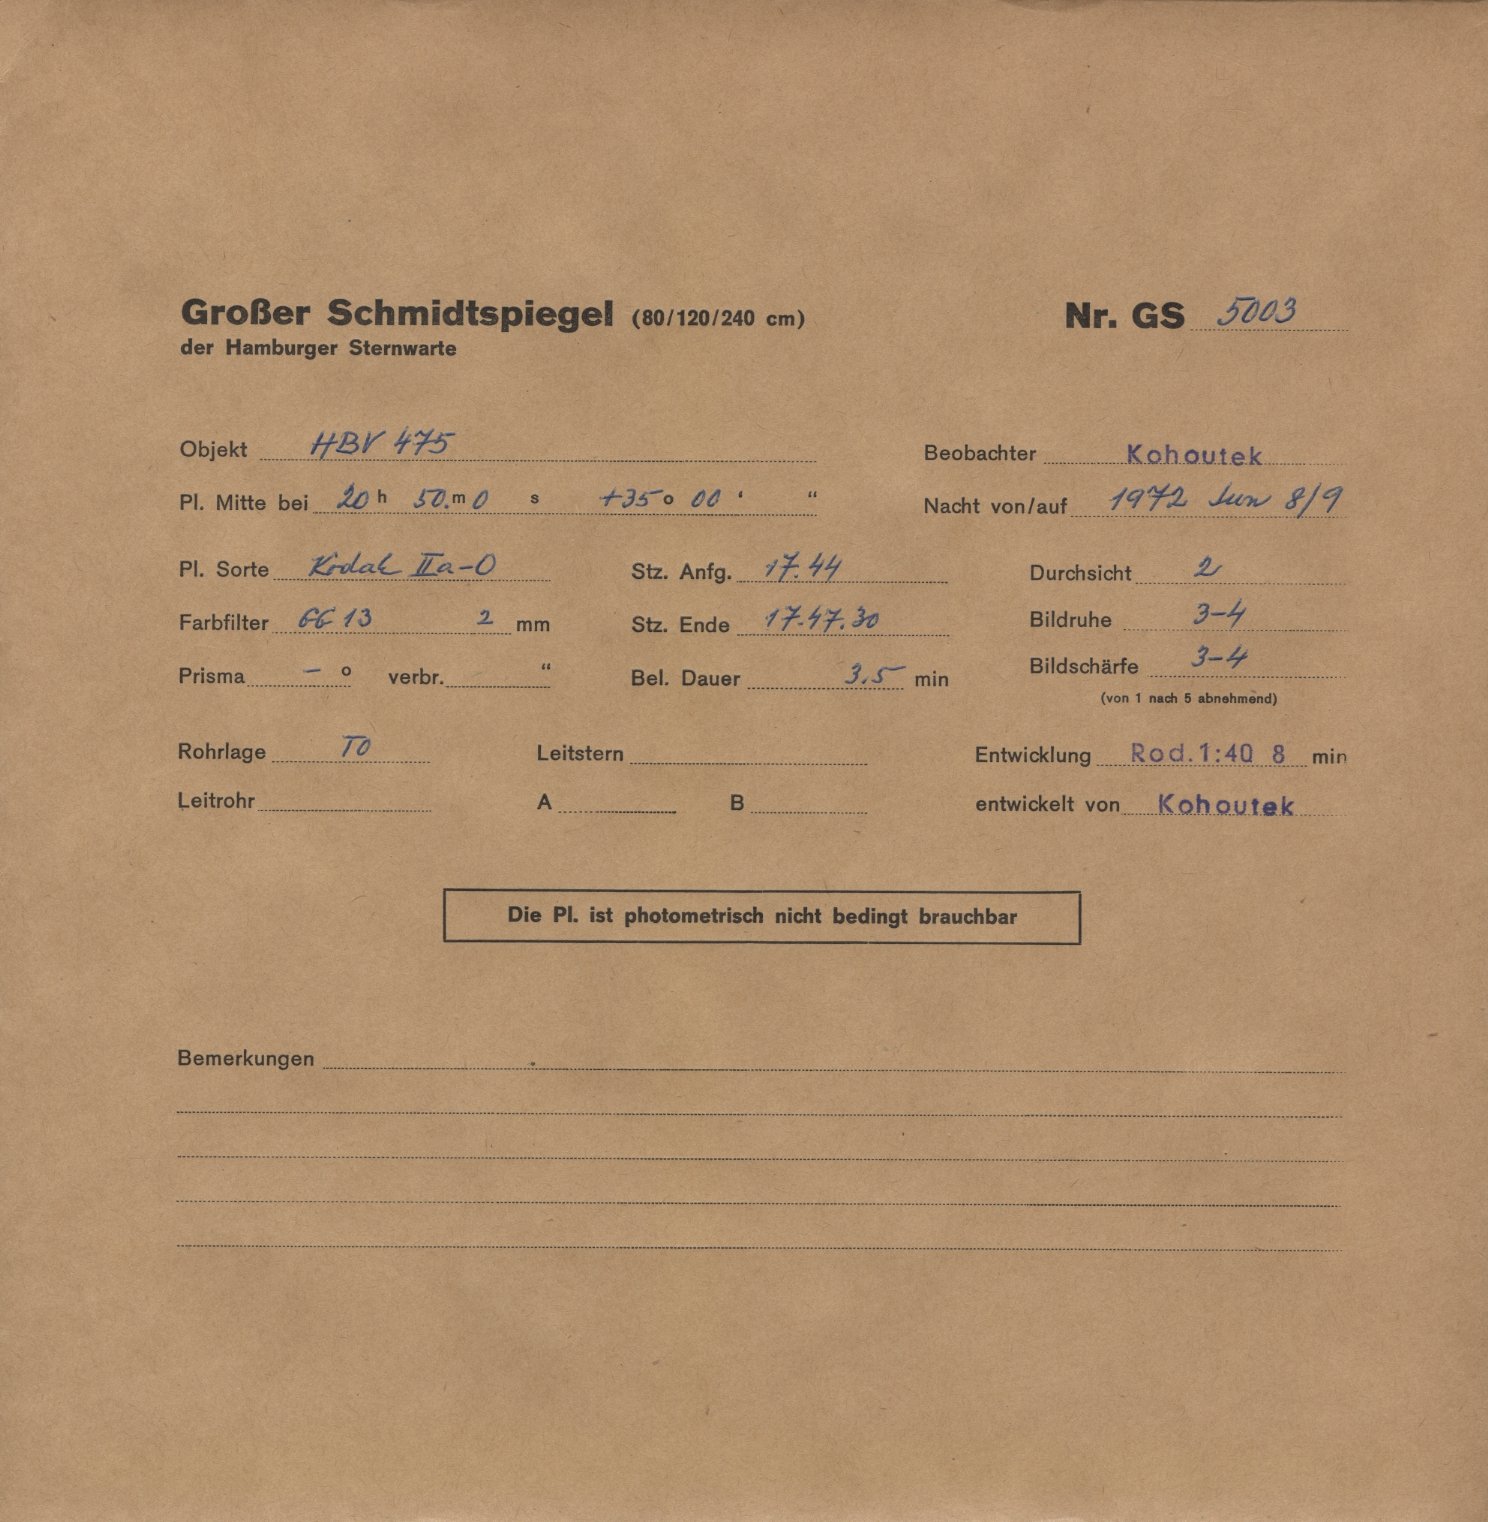 Großer Schmidtspiegel (80/120/240 cm) Nr. GS 5003
der Hamburger Sternwarte
Objekt HBV 475 Beobachter Kohoutek
Pl. Mitte bei 20 h 50. m 0 s +35 o 00 ' " Nacht von/auf 1972 Jun 8/9
Pl. Sorte Kodak IIa-O Stz. Anfg. 17.44 Durchsicht 2
Farbfilter GG 13 2 mm Stz. Ende 17.47.30 Bildruhe 3-4
Prisma – o verbr. " Bel. Dauer 3.5 min Bildschärfe 3-4
(von 1 nach 5 abnehmend)
Rohrlage TO Leitstern Entwicklung Rod.1:40 8 min
Leitrohr A B entwickelt von Kohoutek
Die Pl. ist photometrisch nicht bedingt brauchbar
Bemerkungen